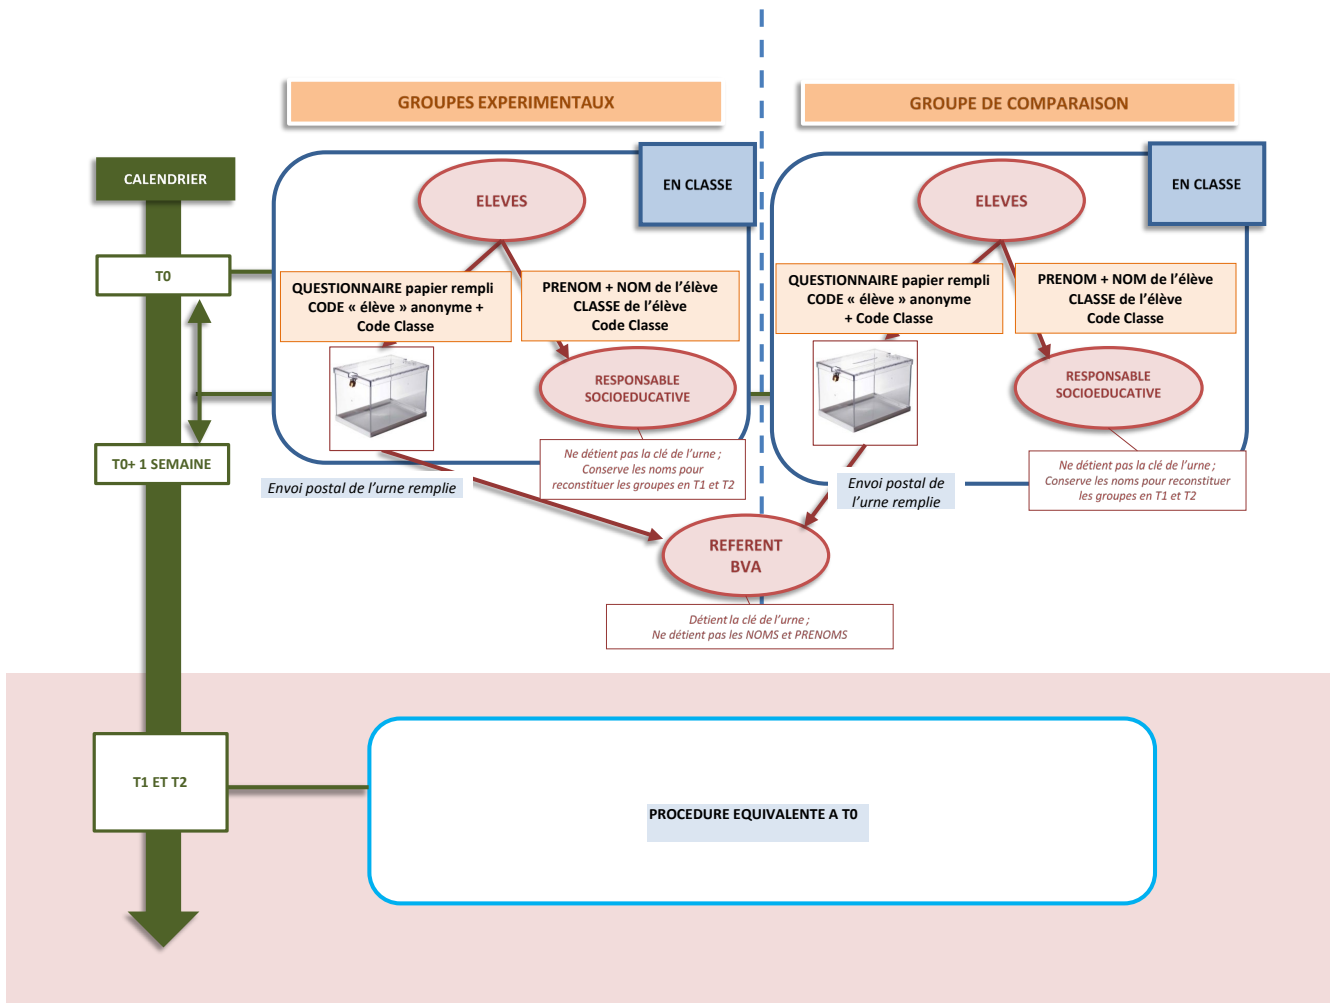 GROUPES EXPERIMENTAUX
GROUPE DE COMPARAISON
CALENDRIER
EN CLASSE
ELEVES
EN CLASSE
ELEVES
T0
QUESTIONNAIRE papier rempli
CODE « élève » anonyme +
Code Classe
PRENOM + NOM de l'élève
CLASSE de l'élève
Code Classe
QUESTIONNAIRE papier rempli
CODE « élève » anonyme
+ Code Classe
PRENOM + NOM de l'élève
CLASSE de l'élève
Code Classe
RESPONSABLE
SOCIOEDUCATIVE
RESPONSABLE
SOCIOEDUCATIVE
T0+ 1 SEMAINE
Ne détient pas la clé de l'urne ;
Conserve les noms pour
reconstituer les groupes en T1 et T2
Ne détient pas la clé de l'urne ;
Conserve les noms pour reconstituer
les groupes en T1 et T2
Envoi postal de l'urne remplie
Envoi postal de
l'urne remplie
REFERENT
BVA
Détient la clé de l'urne ;
Ne détient pas les NOMS et PRENOMS
T1 ET T2
PROCEDURE EQUIVALENTE A T0